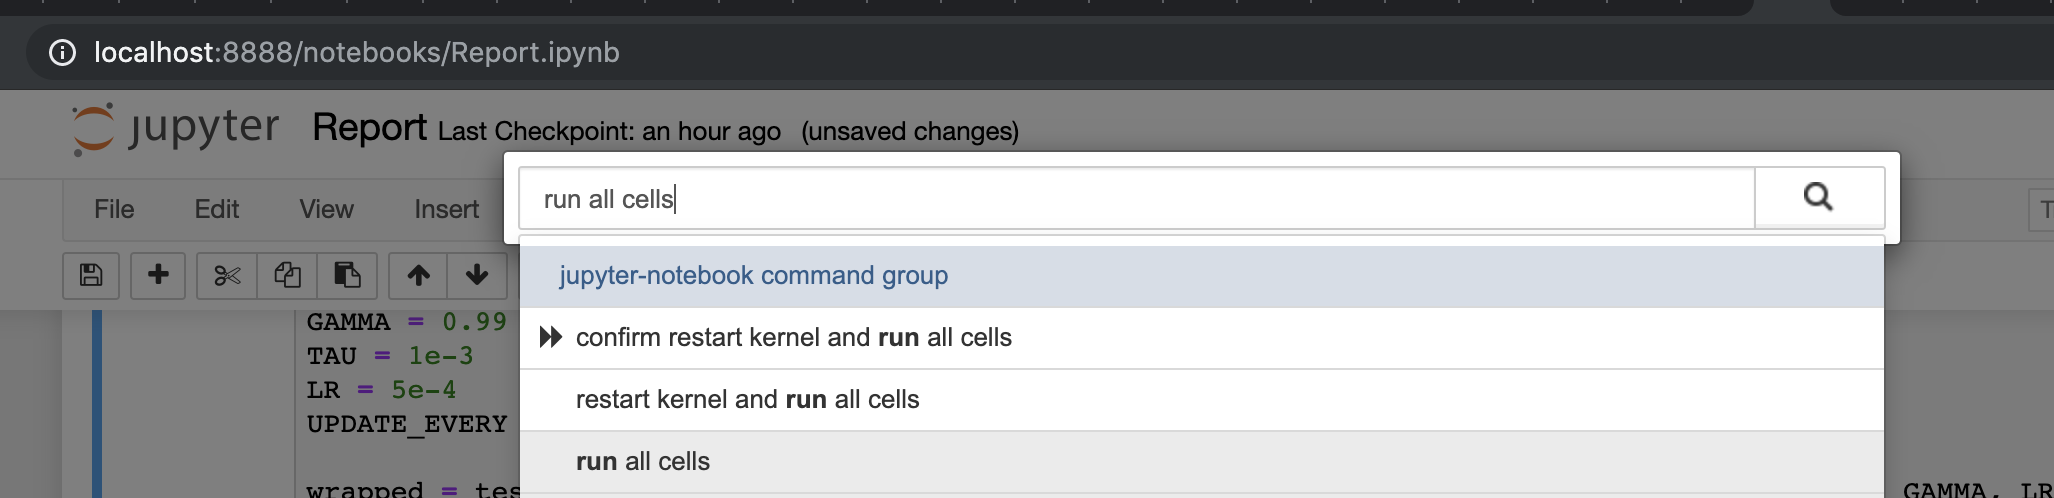 localhost:8888/notebooks/Report.ipynb
jupyter Report Last Checkpoint: an hour ago (unsaved changes)
run all cells
File Edit View Insert
jupyter-notebook command group
GAMMA = 0.99
confirm restart kernel and run all cells
TAU = 1e-3
LR = 5e-4
restart kernel and run all cells
UPDATE_EVERY
run all cells
wrapped = tes
GAMMA, LR